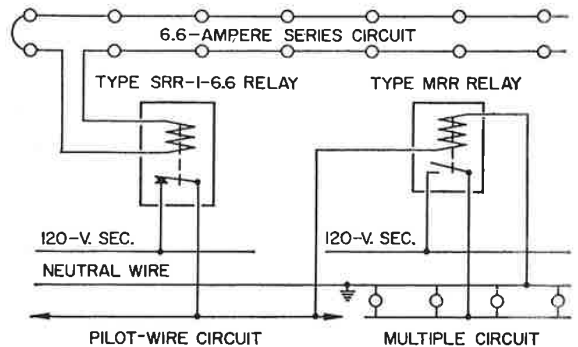 6.6-AMPERE SERIES CIRCUIT
TYPE SRR-1-6.6 RELAY
TYPE MRR RELAY
120-V. SEC.
120-V. SEC.
NEUTRAL WIRE
PILOT-WIRE CIRCUIT
MULTIPLE CIRCUIT